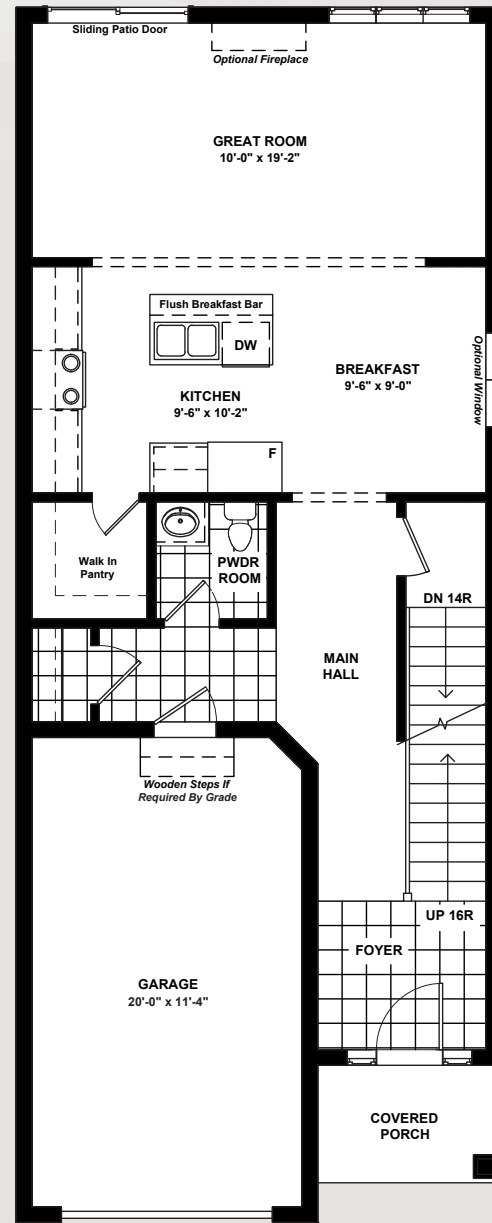 Sliding Patio Door
Optional Fireplace
GREAT ROOM
10'-0" x 19'-2"
Flush Breakfast Bar
DW
BREAKFAST
9'-6" x 9'-0"
Optional Window
KITCHEN
9'-6" x 10'-2"
F
Walk In
Pantry
PWDR
ROOM
DN 14R
MAIN
HALL
Wooden Steps If
Required By Grade
UP 16R
FOYER
GARAGE
20'-0" x 11'-4"
COVERED
PORCH